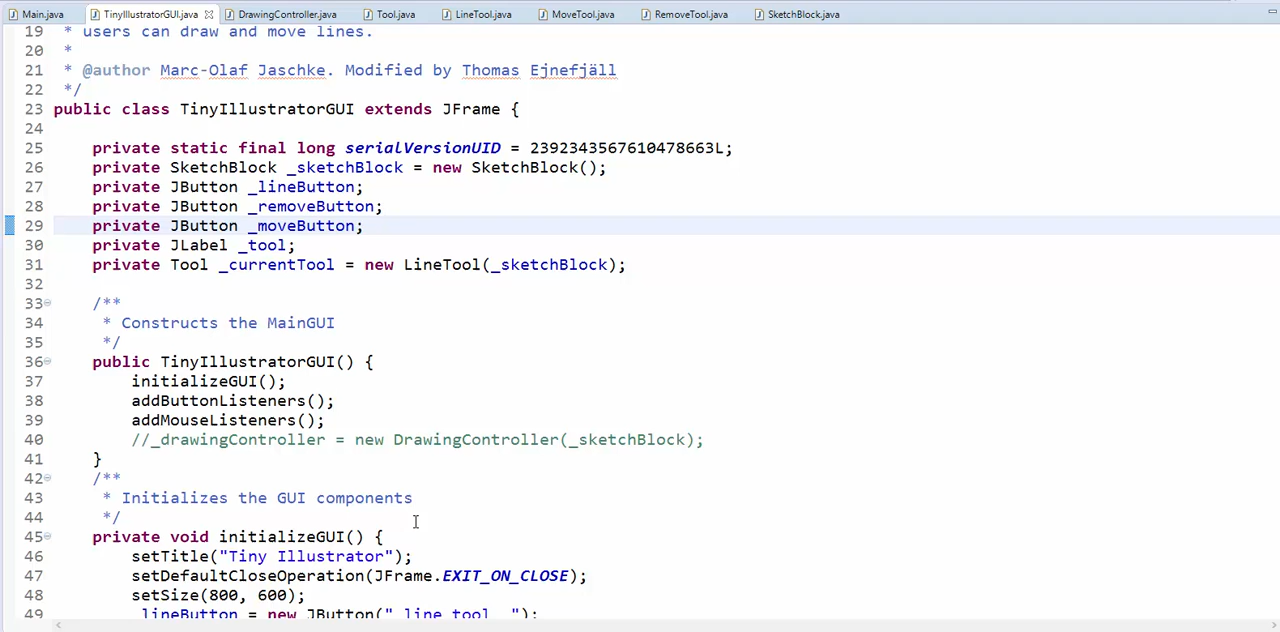 Main.java TinyIllustratorGUI.java DrawingController.java Tool.java LineTool.java MoveTool.java RemoveTool.java SketchBlock.java
19 * users can draw and move lines.
20 *
21 * @author Marc-Olaf Jaschke. Modified by Thomas Ejnefjäll
22 */
23 public class TinyIllustratorGUI extends JFrame {
24
25 private static final long serialVersionUID = 2392343567610478663L;
26 private SketchBlock _sketchBlock = new SketchBlock();
27 private JButton _lineButton;
28 private JButton _removeButton;
29 private JButton _moveButton;
30 private JLabel _tool;
31 private Tool _currentTool = new LineTool(_sketchBlock);
32
33 /**
34 * Constructs the MainGUI
35 */
36 public TinyIllustratorGUI() {
37 initializeGUI();
38 addButtonListeners();
39 addMouseListeners();
40 //_drawingController = new DrawingController(_sketchBlock);
41 }
42 /**
43 * Initializes the GUI components
44 */
45 private void initializeGUI() {
46 setTitle("Tiny Illustrator");
47 setDefaultCloseOperation(JFrame.EXIT_ON_CLOSE);
48 setSize(800, 600);
49 _lineButton = new JButton(" line tool  ");